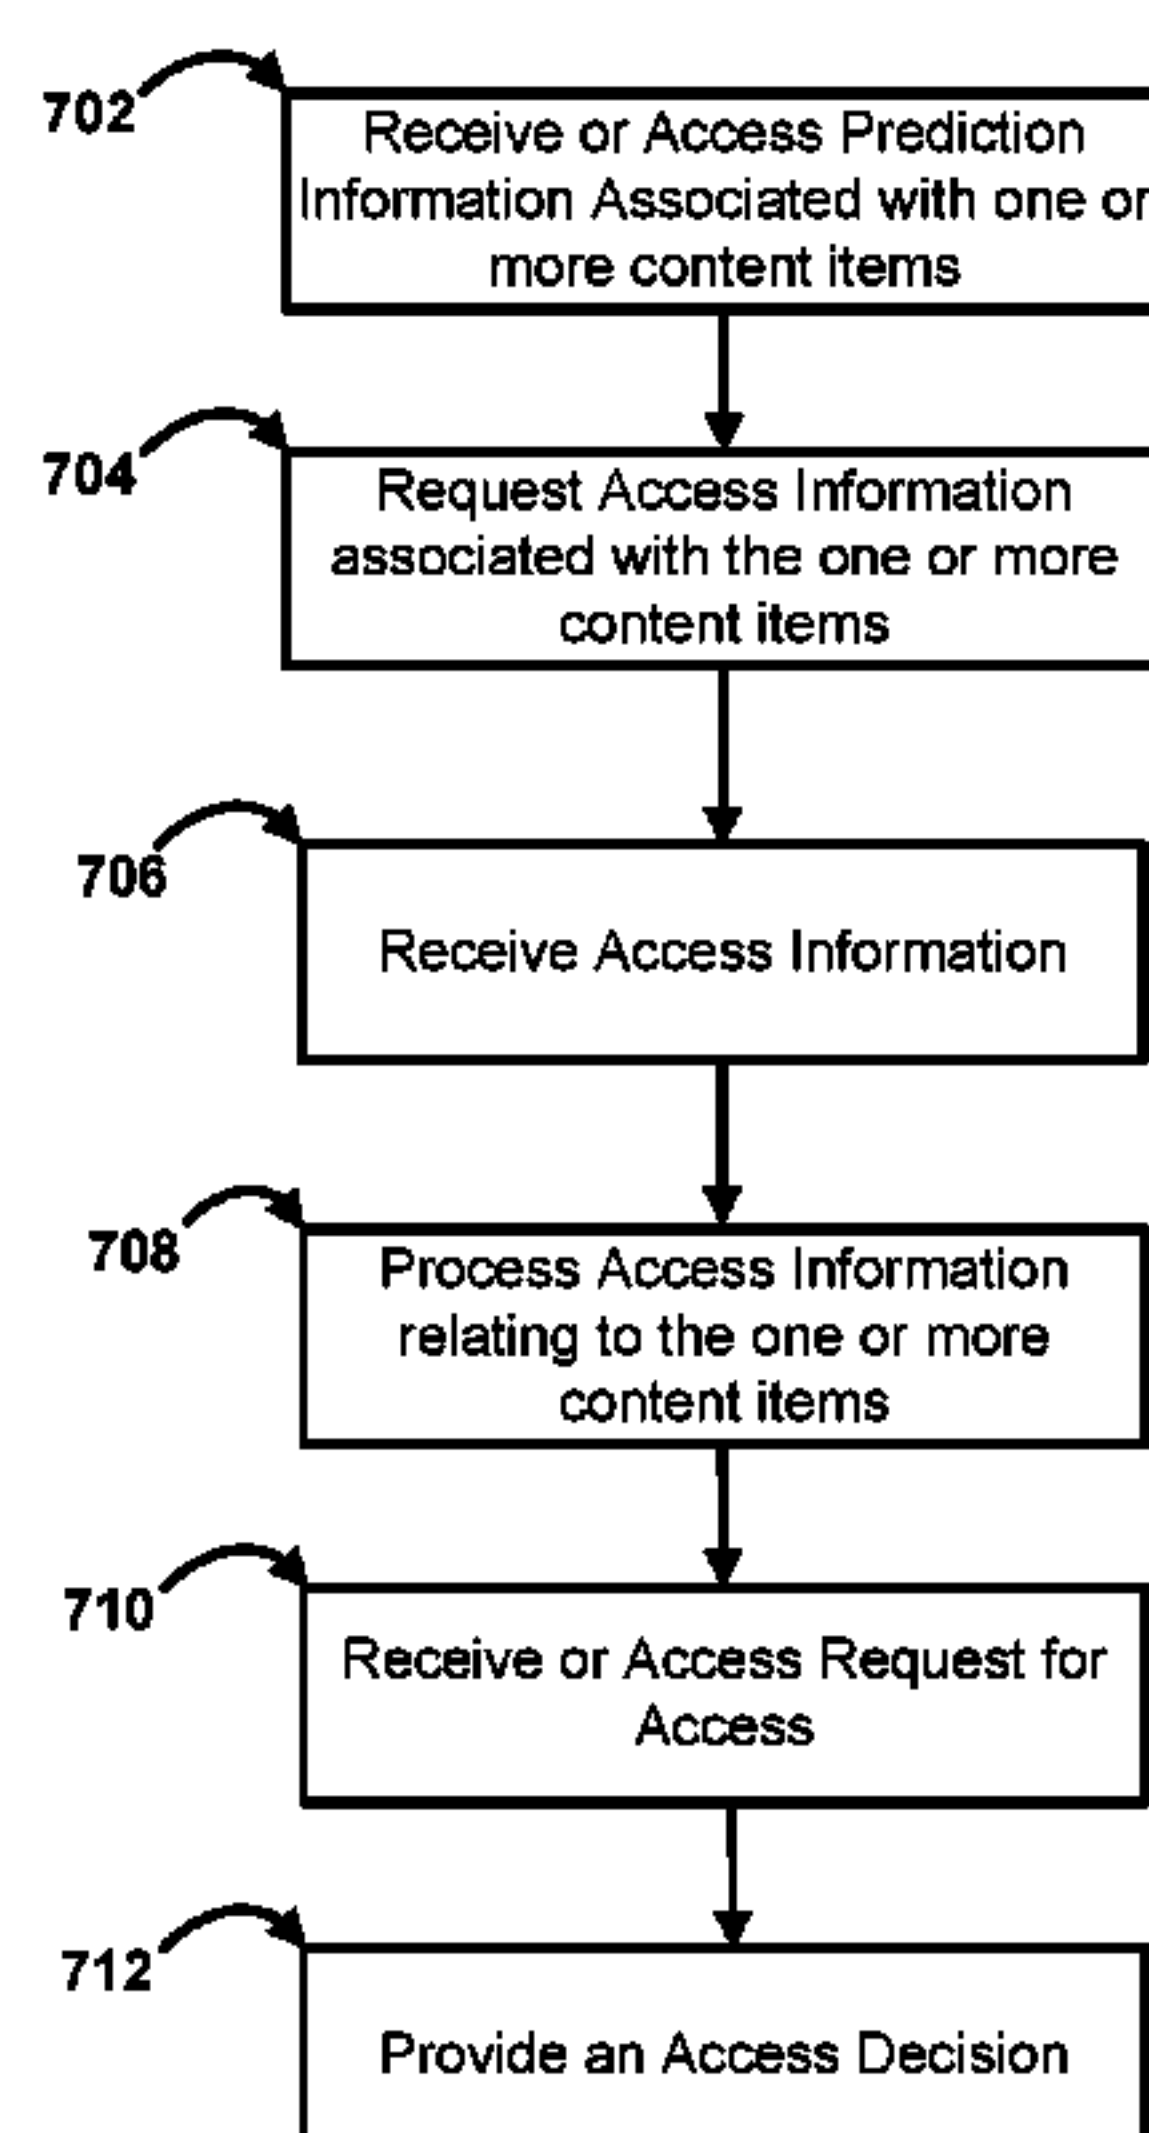 702
Receive or Access Prediction
Information Associated with one or
more content items
704
Request Access Information
associated with the one or more
content items
706
Receive Access Information
708
Process Access Information
relating to the one or more
content items
710
Receive or Access Request for
Access
712
Provide an Access Decision